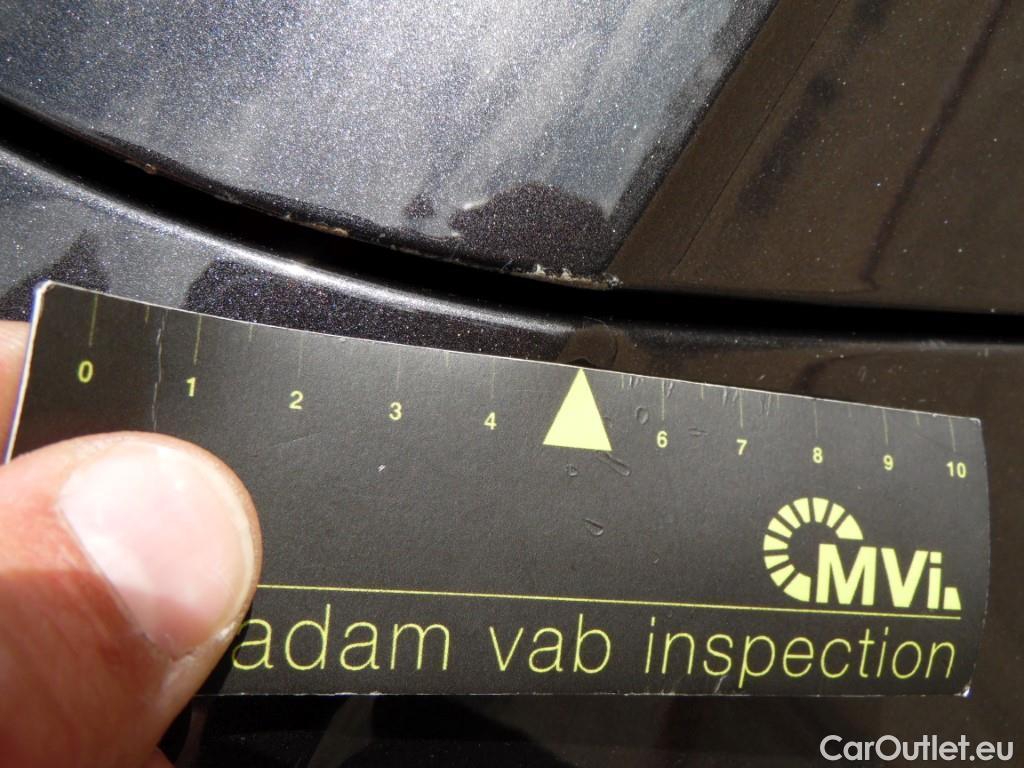 0 1 2 3 4 6 7 8 9 10
MVi
adam vab inspection
CarOutlet.eu